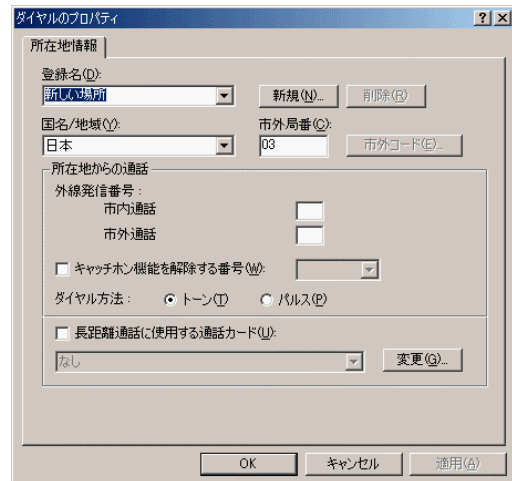 ダイヤルのプロパティ
所在地情報
登録名(D):
新しい場所 新規(N)... 削除(R)
国名/地域(Y): 市外局番(C):
日本 03 市外コード(E)...
所在地からの通話
外線発信番号:
市内通話
市外通話
キャッチホン機能を解除する番号(W):
ダイヤル方法: トーン(T) パルス(P)
長距離通話に使用する通話カード(U):
なし 変更(G)...
OK キャンセル 適用(A)